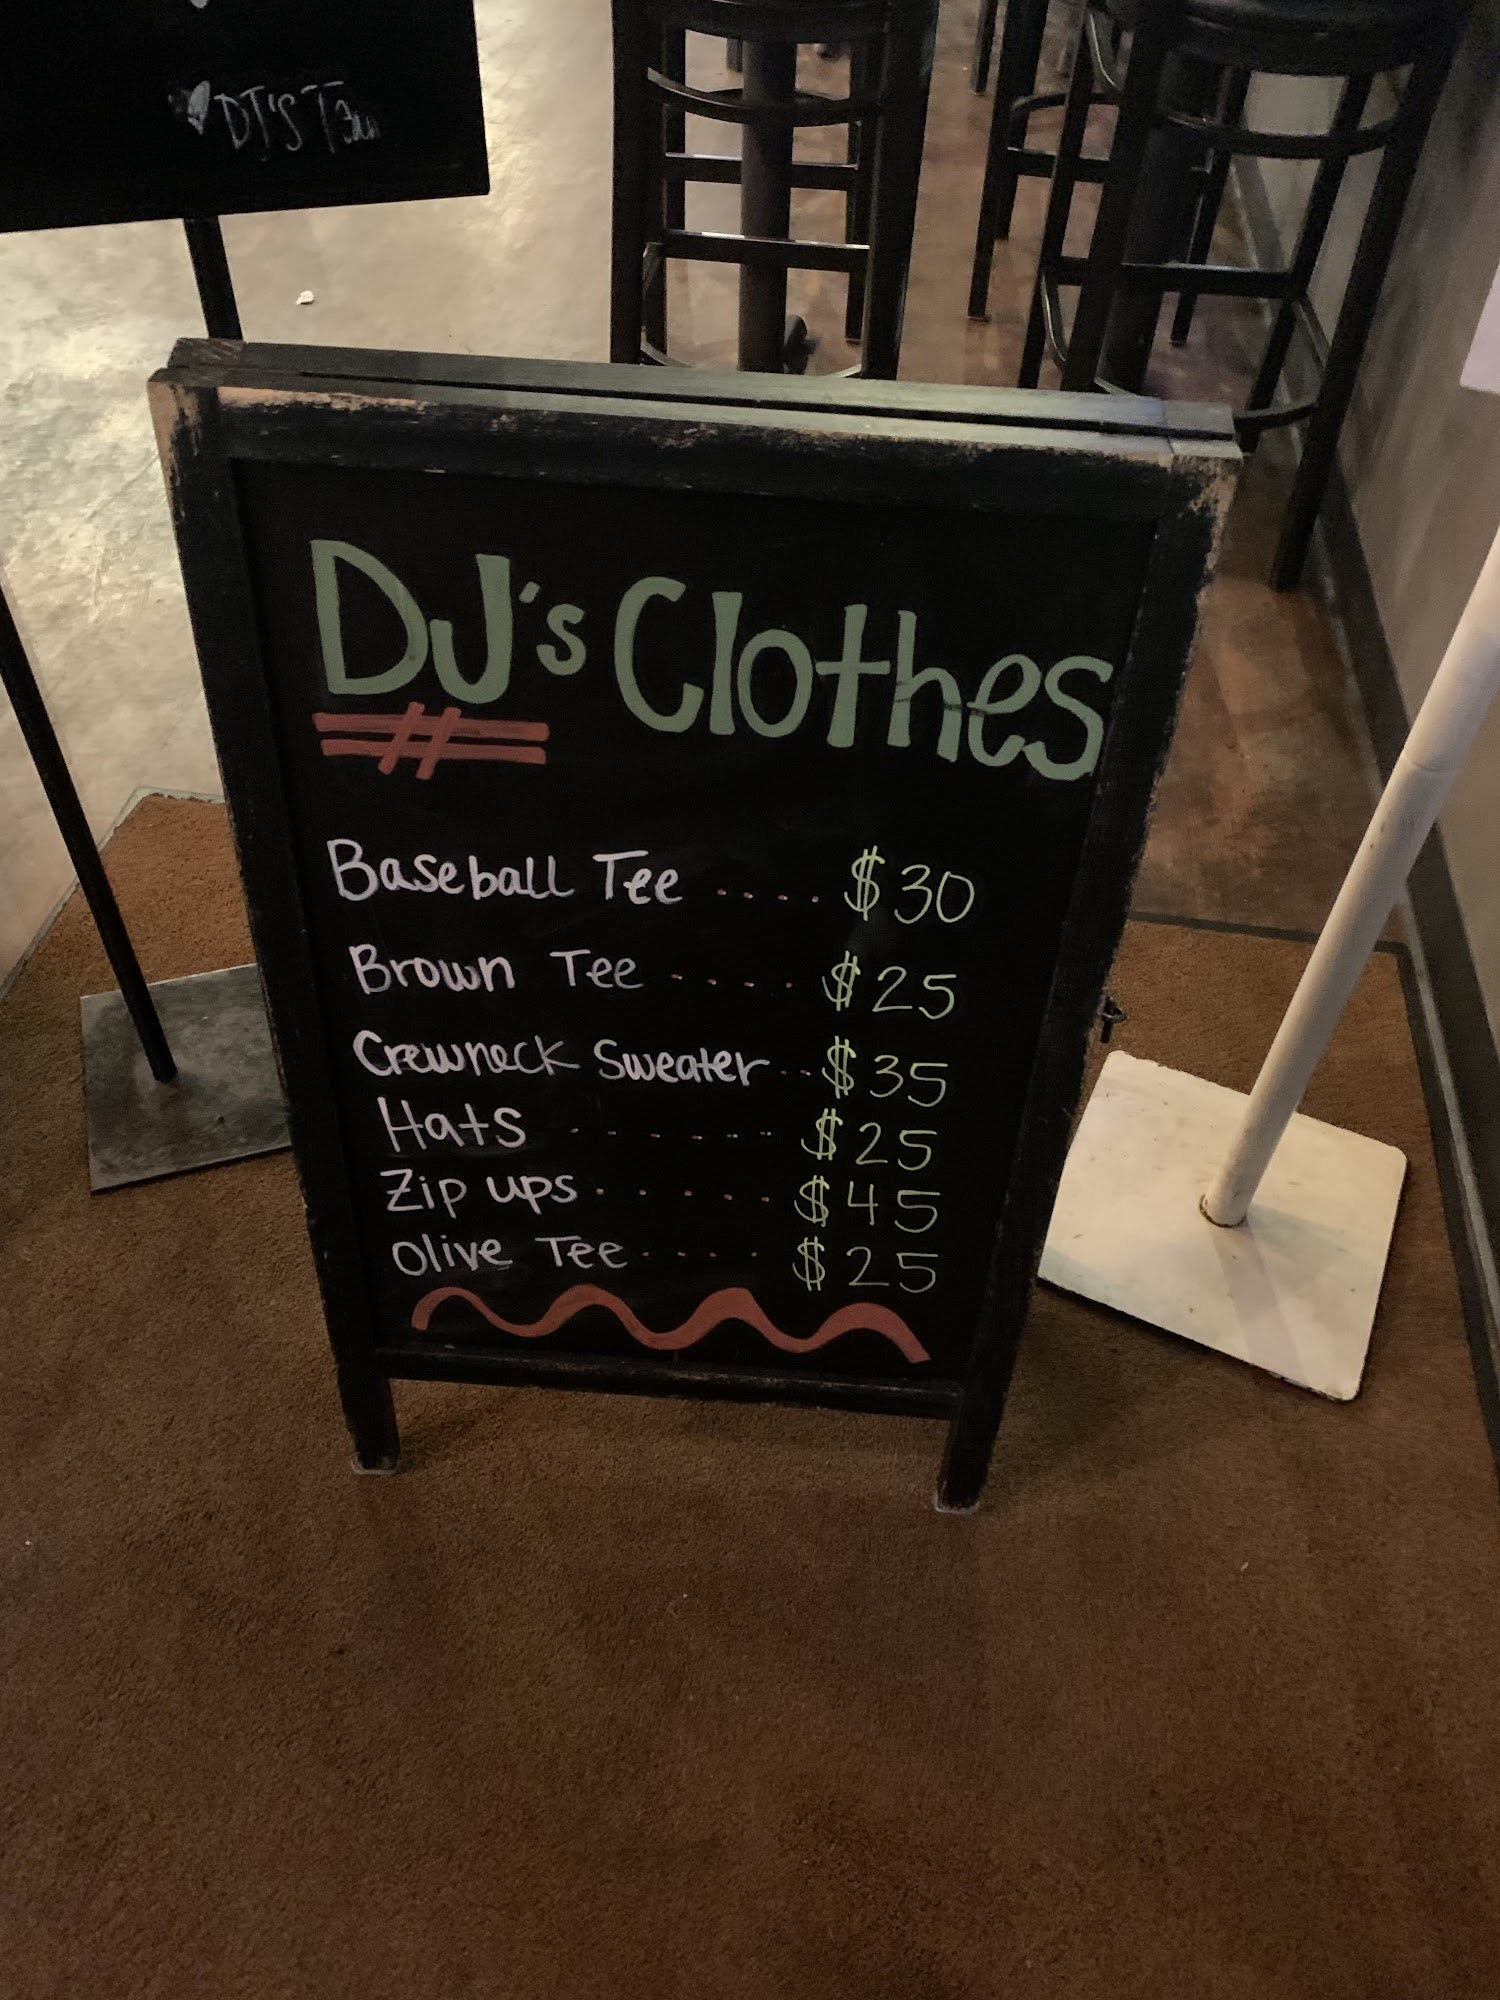 DJ's
DJ's Clothes
Baseball Tee .... $30
Brown Tee .... $25
Crewneck Sweater .. $35
Hats ...... $25
Zip ups ...... $45
Olive Tee .... $25